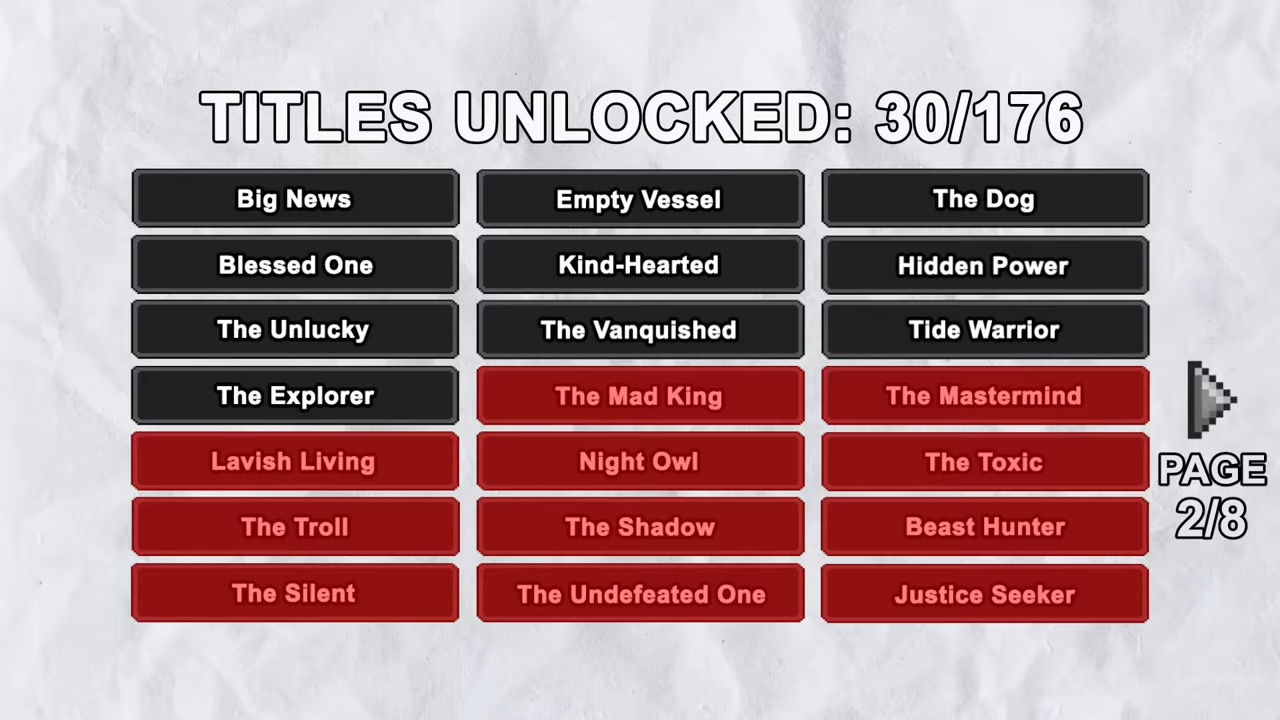 TITLES UNLOCKED: 30/176
Big News
Empty Vessel
The Dog
Blessed One
Kind-Hearted
Hidden Power
The Unlucky
The Vanquished
Tide Warrior
The Explorer
The Mad King
The Mastermind
Lavish Living
Night Owl
The Toxic
The Troll
The Shadow
Beast Hunter
The Silent
The Undefeated One
Justice Seeker
PAGE
2/8